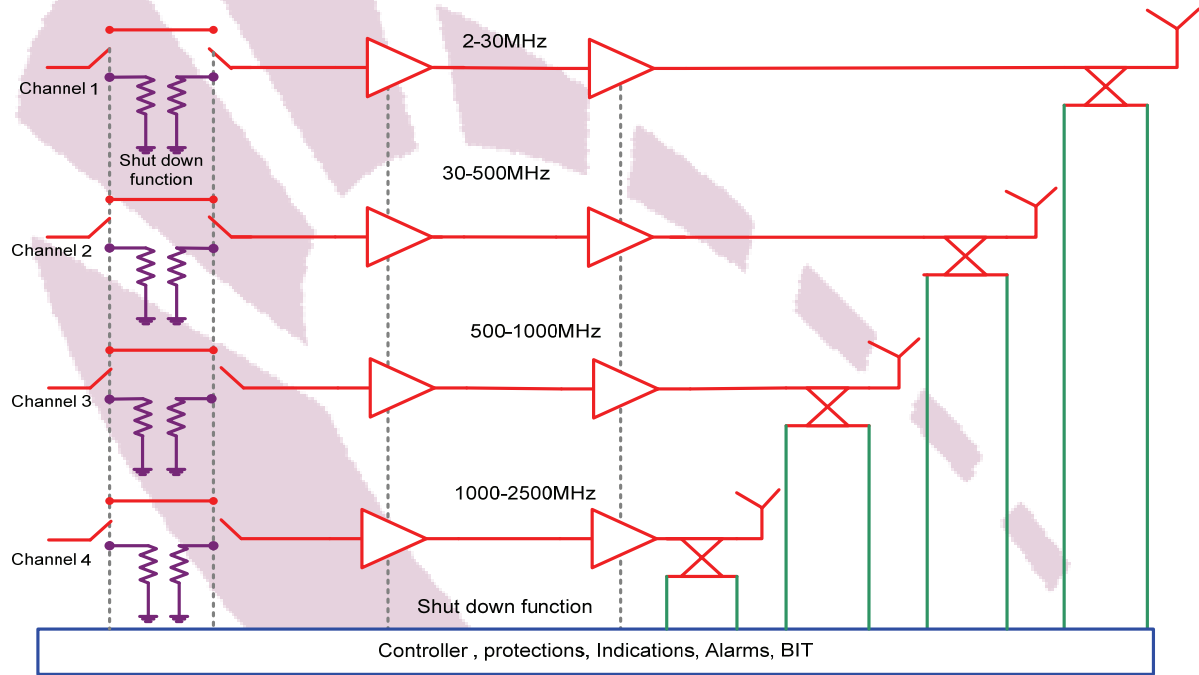 2-30MHz
Channel 1
Shut down
function
30-500MHz
Channel 2
500-1000MHz
Channel 3
1000-2500MHz
Channel 4
Shut down function
Controller , protections, Indications, Alarms, BIT